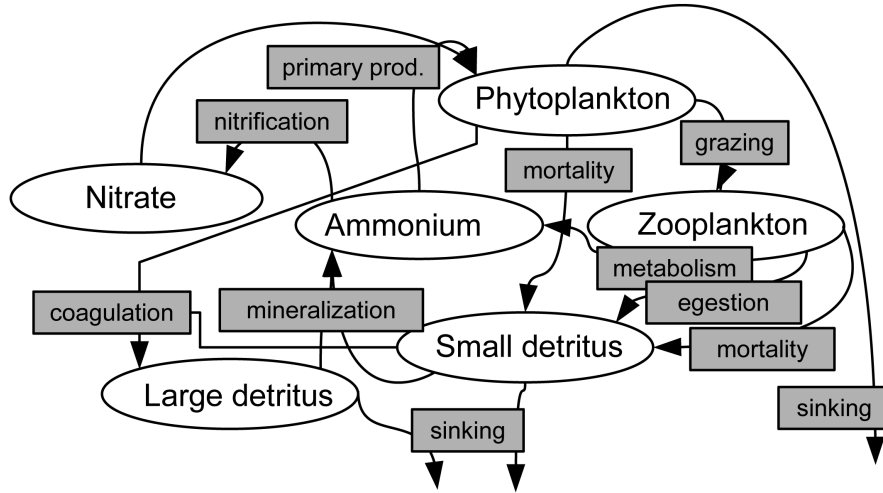 primary prod.
Phytoplankton
nitrification
grazing
mortality
Nitrate
Ammonium
Zooplankton
metabolism
egestion
coagulation
mineralization
Small detritus
mortality
Large detritus
sinking
sinking